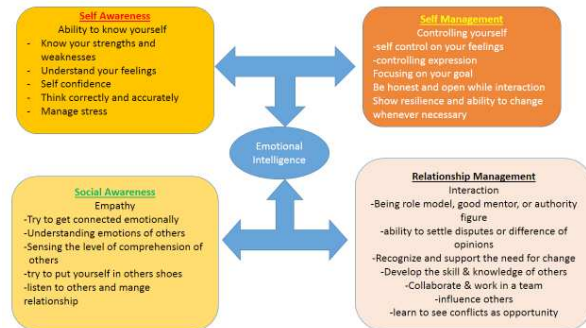 Self Awareness
Ability to know yourself
- Know your strengths and
weaknesses
- Understand your feelings
- Self confidence
- Think correctly and accurately
- Manage stress
Self Management
Controlling yourself
-self control on your feelings
-controlling expression
Focusing on your goal
Be honest and open while interaction
Show resilience and ability to change
whenever necessary
Emotional
Intelligence
Social Awareness
Empathy
-Try to get connected emotionally
-Understanding emotions of others
-Sensing the level of comprehension of
others
-try to put yourself in others shoes
-listen to others and mange
relationship
Relationship Management
Interaction
-Being role model, good mentor, or authority
figure
-ability to settle disputes or difference of
opinions
-Recognize and support the need for change
-Develop the skill & knowledge of others
-Collaborate & work in a team
-influence others
-learn to see conflicts as opportunity